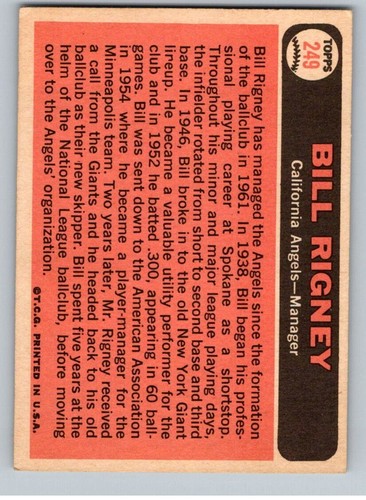 TOPPS
249
BILL RIGNEY
California Angels—Manager
Bill Rigney has managed the Angels since the formation
of the ballclub in 1961. In 1938, Bill began his profes-
sional playing career at Spokane as a shortstop.
Throughout his minor and major league playing days,
the infielder rotated from short to second base and third
base. In 1946, Bill broke in to the old New York Giant
lineup. He became a valuable utility performer for the
club and in 1952 he batted .300, appearing in 60 ball-
games. Bill was sent down to the American Association
in 1954 where he became a player-manager for the
Minneapolis team. Two years later, Mr. Rigney received
a call from the Giants and he headed back to his old
ballclub as their new skipper. Bill spent five years at the
helm of the National League ballclub, before moving
over to the Angels' organization.
©T.C.G. PRINTED IN U.S.A.